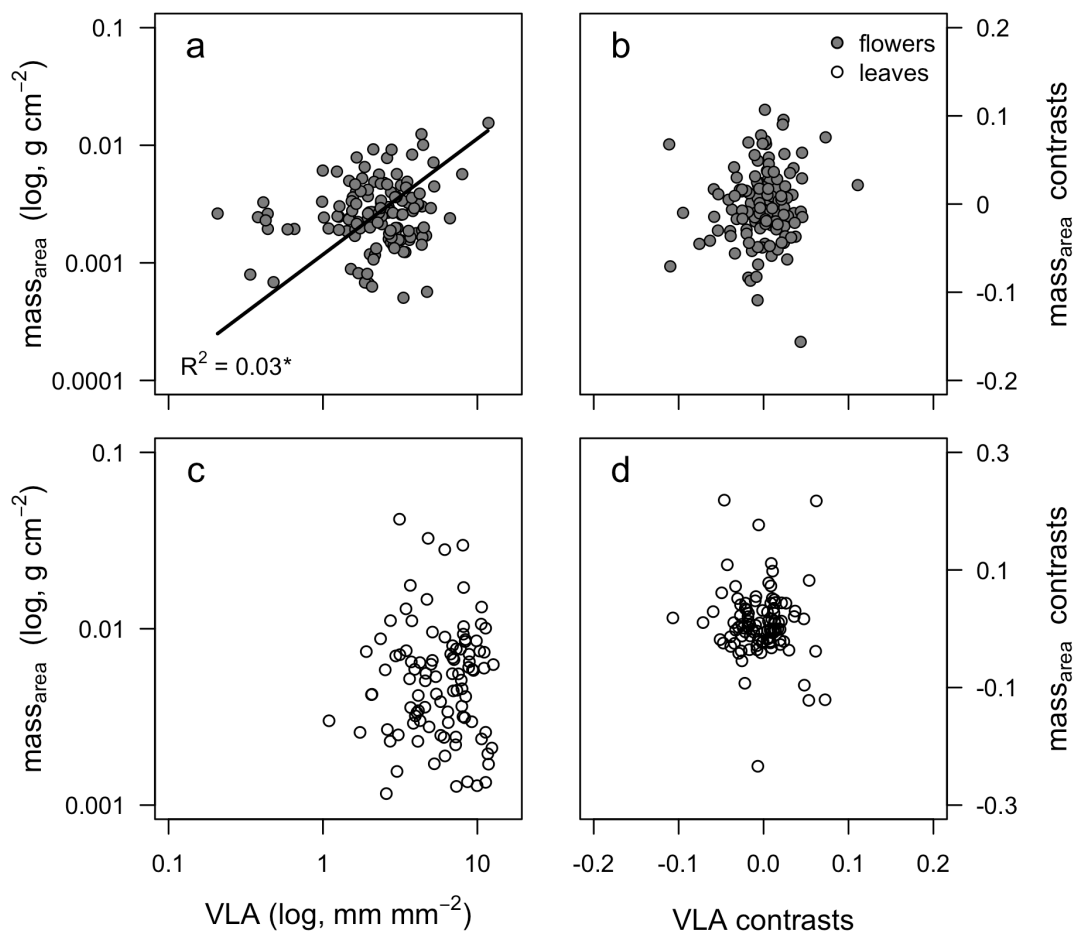 a
mass_area (log, g cm⁻²)
0.1
0.01
0.001
0.0001
R² = 0.03*
b
flowers
leaves
0.2
0.1
0
-0.1
-0.2
mass_area contrasts
c
mass_area (log, g cm⁻²)
0.1
0.01
0.001
0.1 1 10
VLA (log, mm mm⁻²)
d
0.3
0.1
-0.1
-0.3
mass_area contrasts
-0.2 -0.1 0.0 0.1 0.2
VLA contrasts